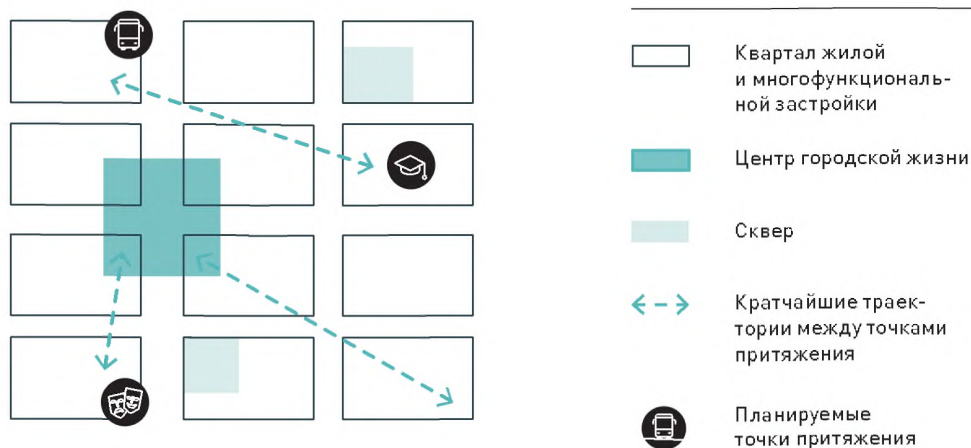 Квартал жилой
и многофункциональ-
ной застройки
Центр городской жизни
Сквер
Кратчайшие траек-
тории между точками
притяжения
Планируемые
точки притяжения